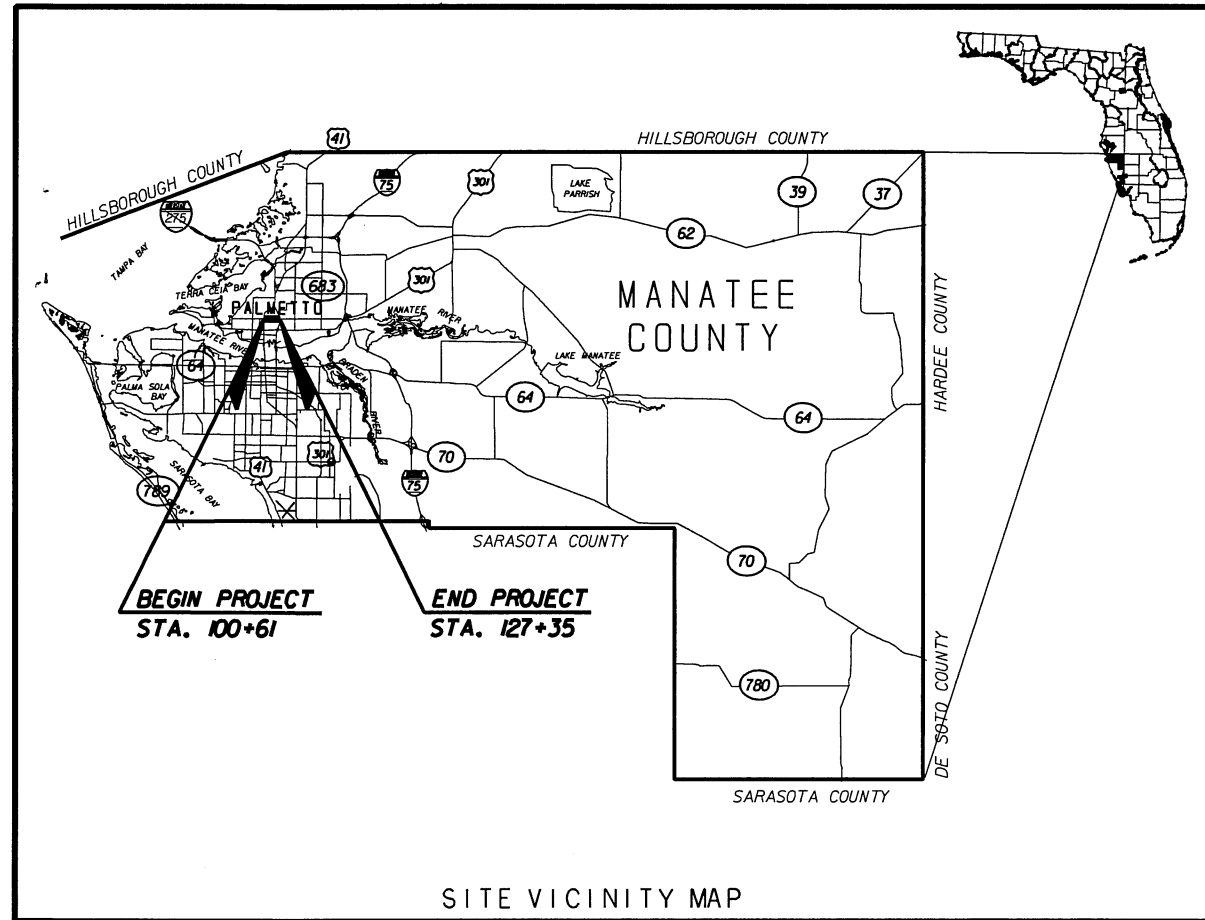 HILLSBOROUGH COUNTY
HILLSBOROUGH COUNTY
41
75
301
275
39
37
LAKE
PARRISH
62
TAMPA BAY
TERRA CEIA BAY
683
301
PALMETTO
MANATEE RIVER
MANATEE
COUNTY
HARDEE COUNTY
MANATEE RIVER
64
BRADEN RIVER
LAKE MANATEE
PALMA SOLA
BAY
64
64
70
301
41
SARASOTA BAY
789
75
SARASOTA COUNTY
70
BEGIN PROJECT
STA. 100+61
END PROJECT
STA. 127+35
780
DE SOTO COUNTY
SARASOTA COUNTY
SITE VICINITY MAP